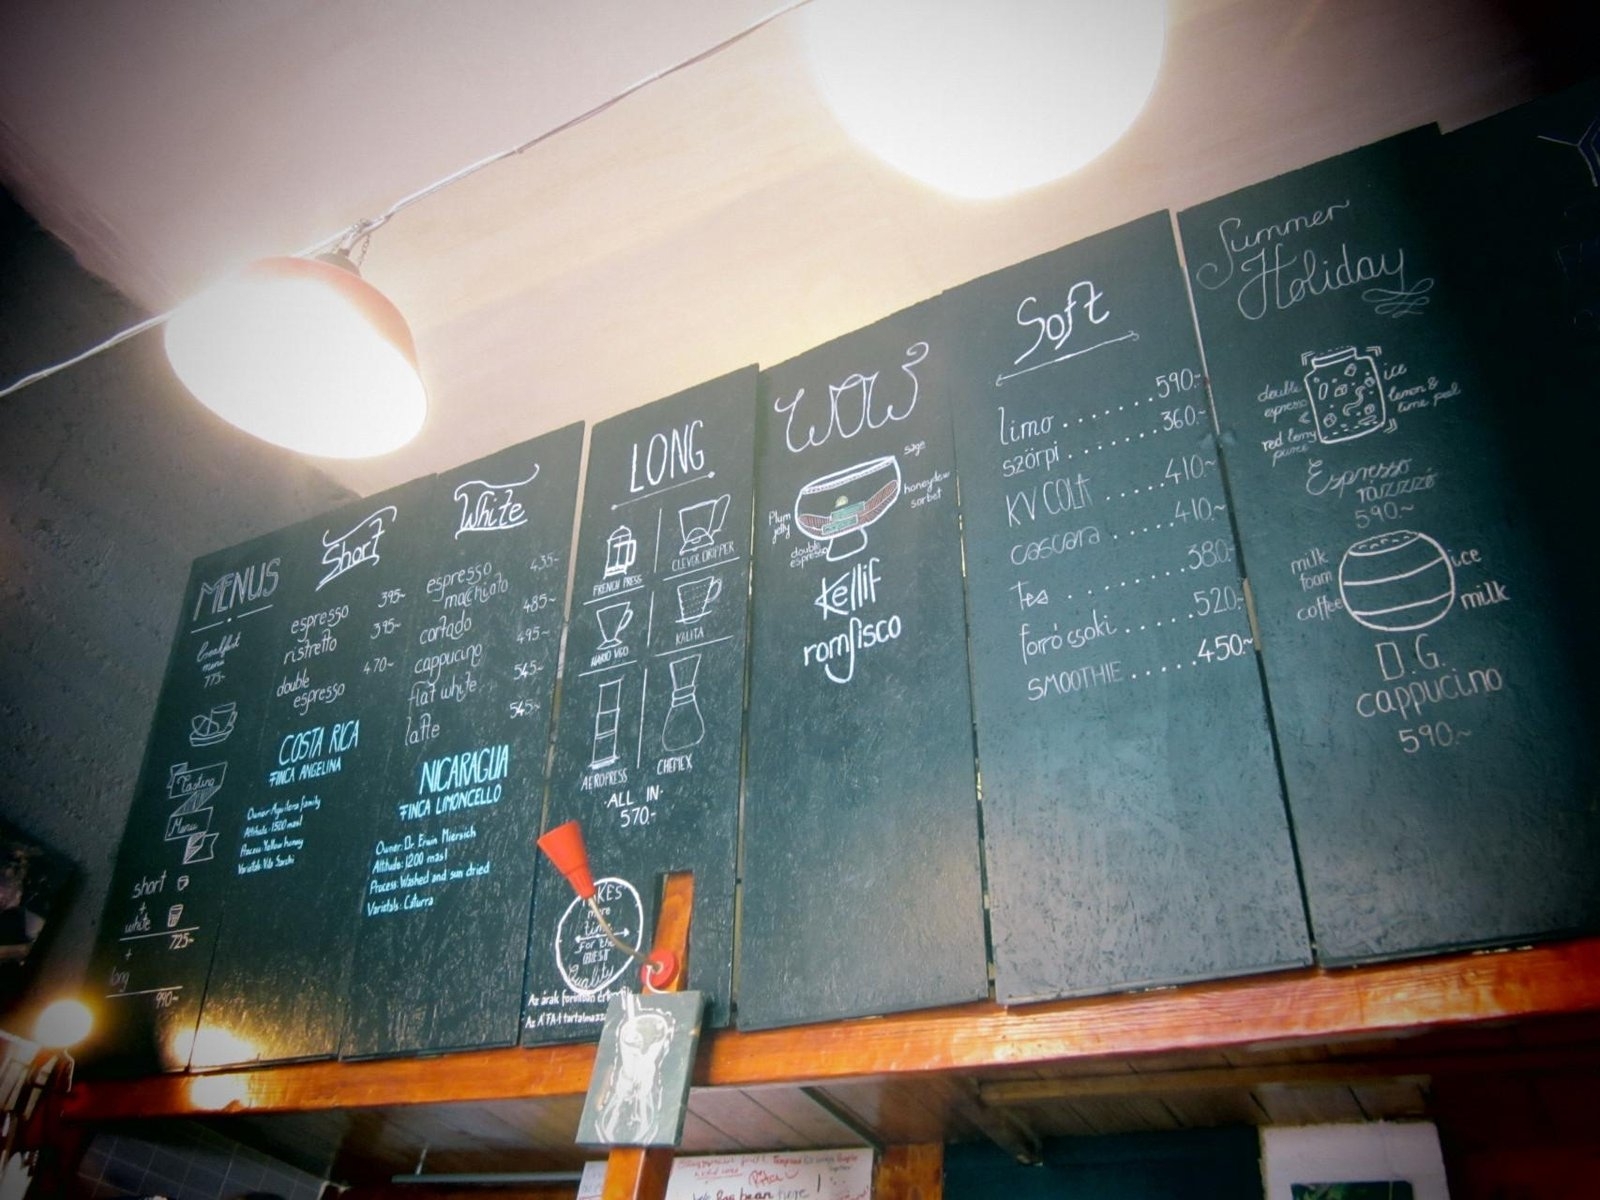 MENUS
breakfast
menu
775~
Tasting
Menu
short
+
white
725~
+
long
990~
Short
espresso 395~
ristretto 395~
double
espresso 470~
COSTA RICA
FINCA ANGELINA
Owner: Aguilera family
Altitude: 1500 masl
Process: Yellow honey
Varietals: Villa Sarchi
White
espresso
macchiato 435~
cortado 485~
cappucino 495~
flat white 545~
latte 545~
NICARAGUA
FINCA LIMONCELLO
Owner: Dr. Erwin Miersich
Altitude: 1200 masl
Process: Washed and sun dried
Varietals: Caturra
LONG
FRENCH PRESS
CLEVER DRIPPER
HARIO V60
KALITA
AEROPRESS
CHEMEX
·ALL IN·
570.-
more
time
for the
BEST
Quality
Az árak forintban
Az ÁFA-t
WOW
sage
honeydew
sorbet
Plum
jelly
double
espresso
Kellif
romfisco
Soft
limo . . . . . . . 590.-
szörpi . . . . . . 360.-
KV COLA . . . . . 410~
cascara . . . . . 410.~
Tea . . . . . . . 380.~
forró csoki . . . . . 520.-
SMOOTHIE . . . . 450.~
Summer
Holiday
double
espresso
ice
lemon &
lime peel
red berry
puree
Espresso
razzzé
590~
milk
foam
coffee
ice
milk
D.G.
cappucino
590.~